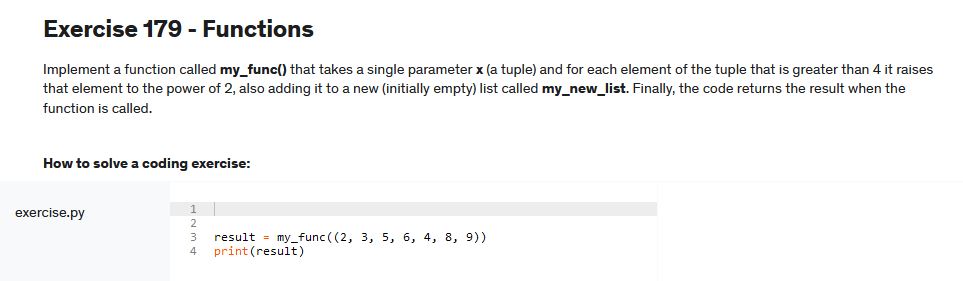 Exercise 179 - Functions
Implement a function called my_func() that takes a single parameter x (a tuple) and for each element of the tuple that is greater than 4 it raises
that element to the power of 2, also adding it to a new (initially empty) list called my_new_list. Finally, the code returns the result when the
function is called.
How to solve a coding exercise:
exercise.py
1
2
3 result = my_func((2, 3, 5, 6, 4, 8, 9))
4 print(result)